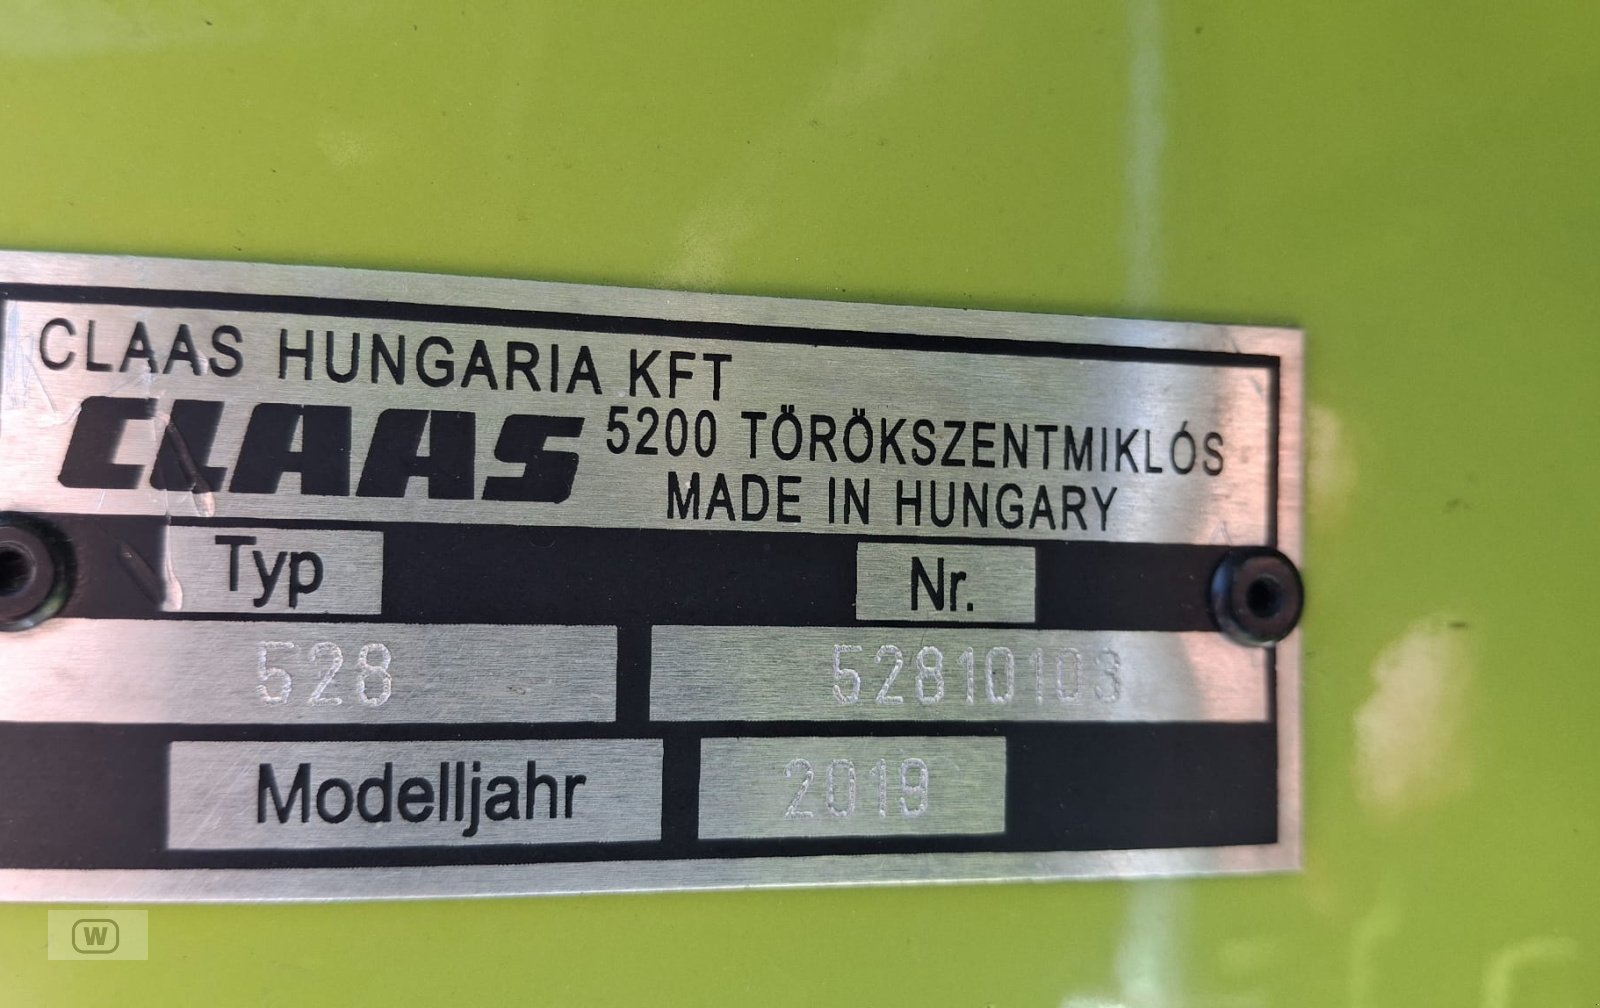 CLAAS HUNGARIA KFT
CLAAS 5200 TÖRÖKSZENTMIKLÓS
MADE IN HUNGARY
Typ Nr.
528 52810103
Modelljahr 2019
W